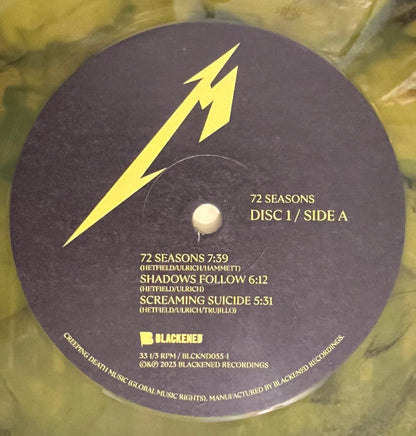 72 SEASONS
DISC 1 / SIDE A
72 SEASONS 7:39
(HETFIELD/ULRICH/HAMMETT)
SHADOWS FOLLOW 6:12
(HETFIELD/ULRICH)
SCREAMING SUICIDE 5:31
(HETFIELD/ULRICH/TRUJILLO)
BLACKENED
33 1/3 RPM / BLCKND055-1
©&℗ 2023 BLACKENED RECORDINGS
CREEPING DEATH MUSIC (GLOBAL MUSIC RIGHTS). MANUFACTURED BY BLACKENED RECORDINGS.